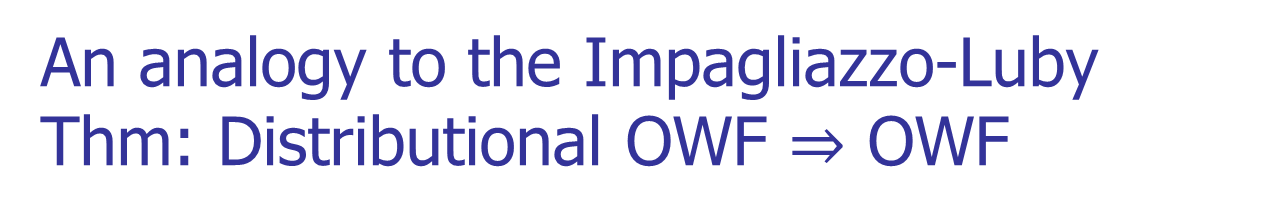 An analogy to the Impagliazzo-Luby
Thm: Distributional OWF ⇒ OWF